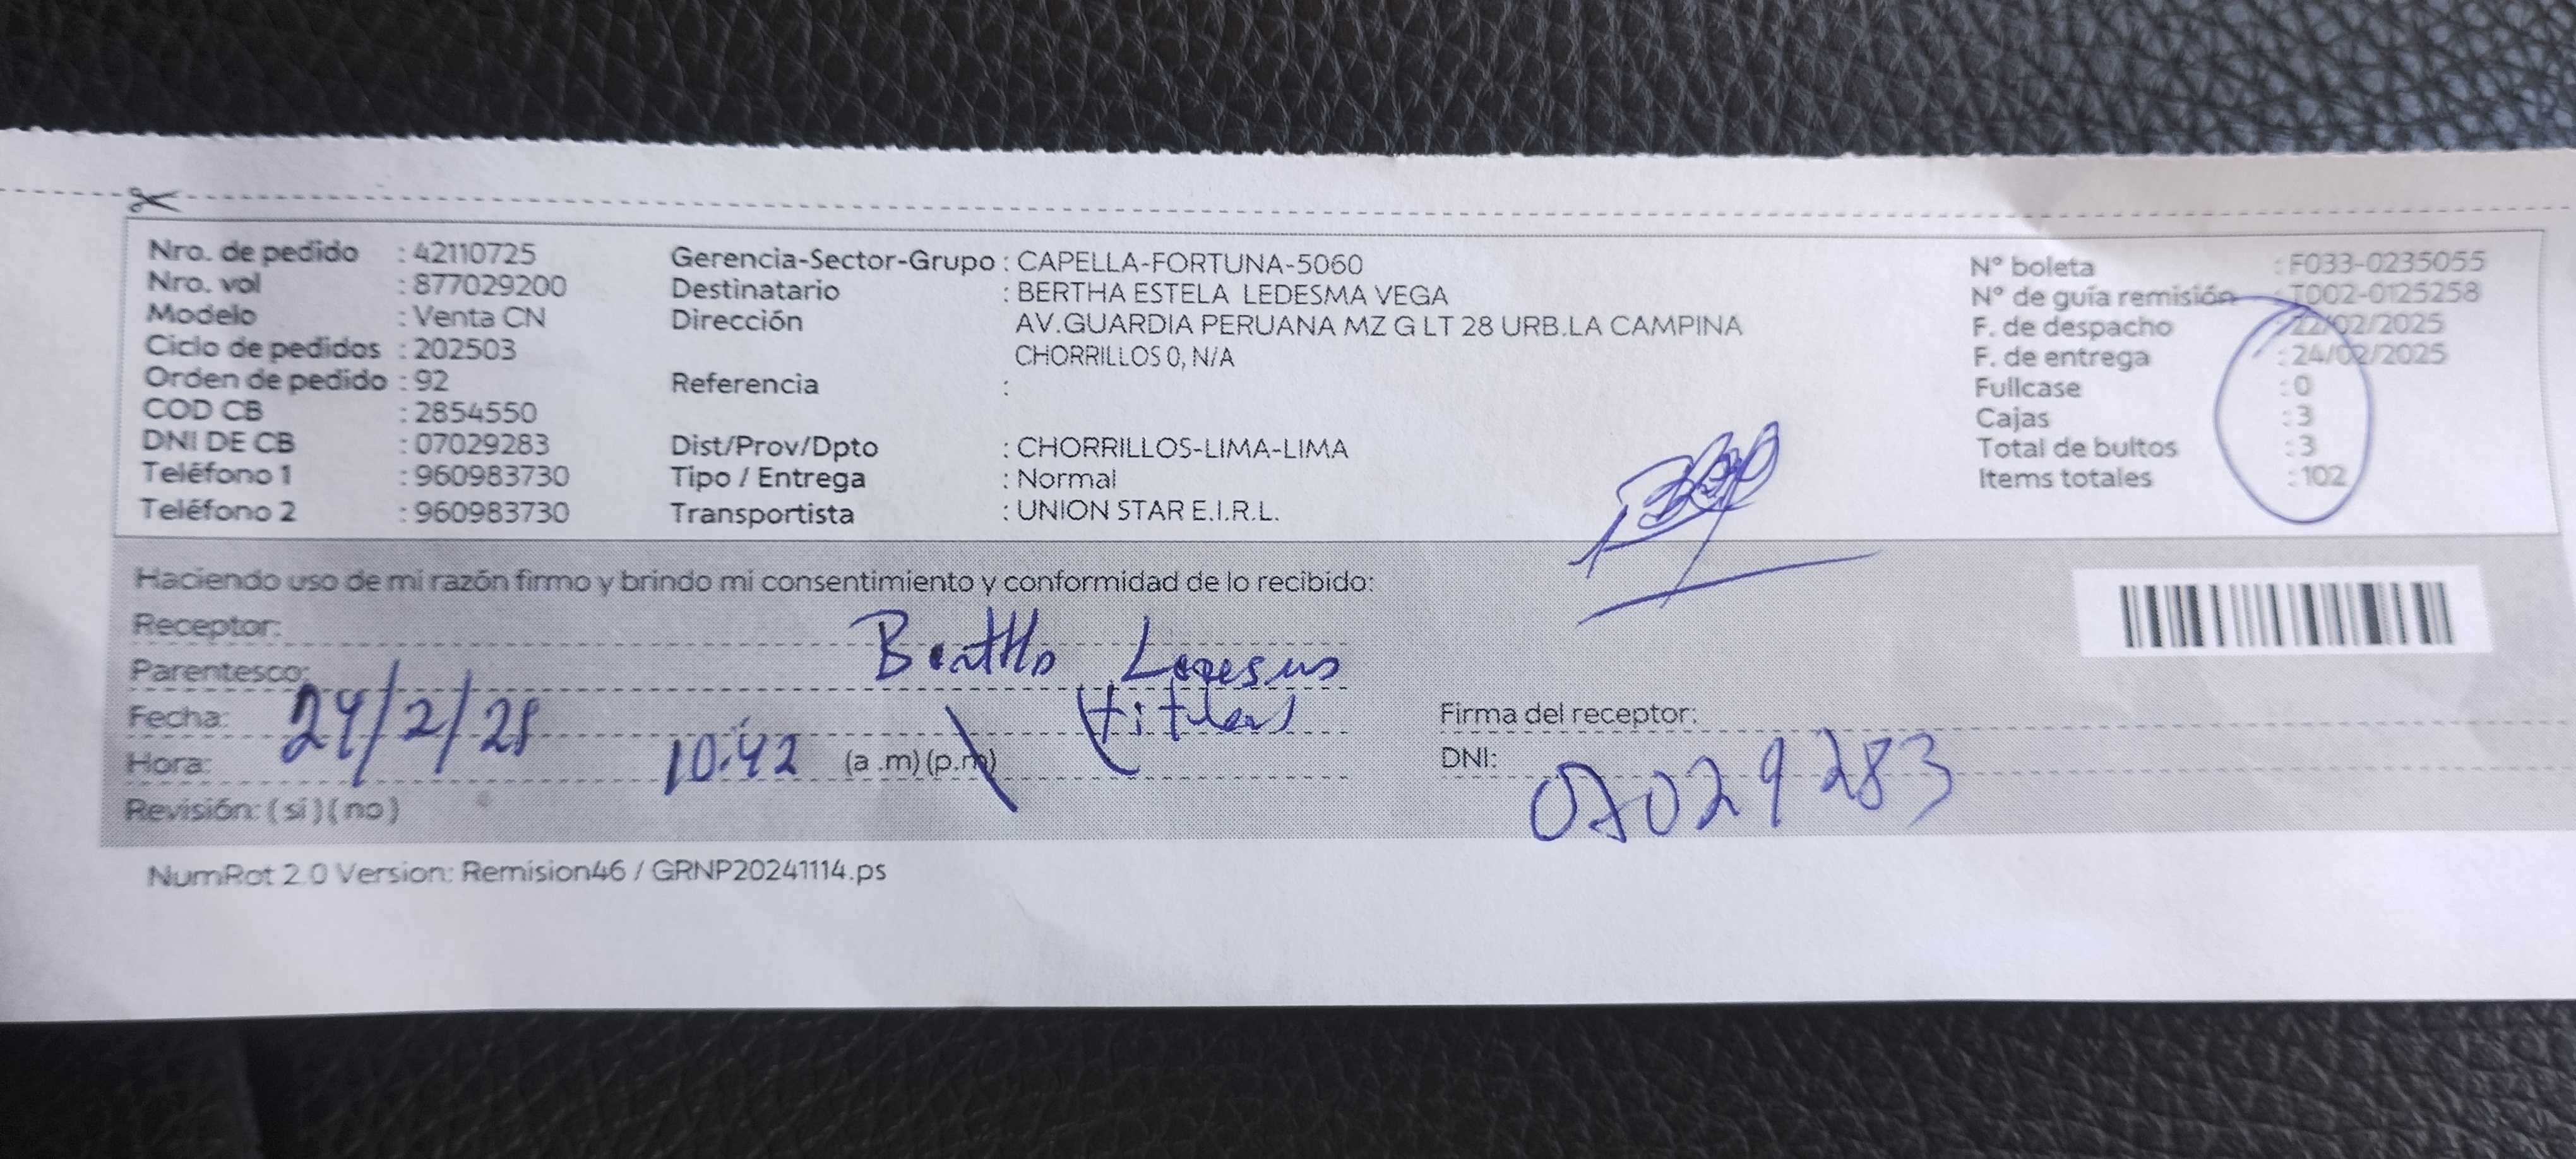 Nro. de pedido : 42110725
Nro. vol : 877029200
Modelo : Venta CN
Ciclo de pedidos : 202503
Orden de pedido : 92
COD CB : 2854550
DNI DE CB : 07029283
Teléfono 1 : 960983730
Teléfono 2 : 960983730
Gerencia-Sector-Grupo : CAPELLA-FORTUNA-5060
Destinatario : BERTHA ESTELA LEDESMA VEGA
Dirección : AV.GUARDIA PERUANA MZ G LT 28 URB.LA CAMPINA
CHORRILLOS 0, N/A
Referencia :
Dist/Prov/Dpto : CHORRILLOS-LIMA-LIMA
Tipo / Entrega : Normal
Transportista : UNION STAR E.I.R.L.
N° boleta : F033-0235055
N° de guía remisión : T002-0125258
F. de despacho : 22/02/2025
F. de entrega : 24/02/2025
Fullcase : 0
Cajas : 3
Total de bultos : 3
Items totales : 102
Haciendo uso de mi razón firmo y brindo mi consentimiento y conformidad de lo recibido:
Receptor:
Parentesco:
Fecha: 24/2/25
Hora: 10:42 (a .m) (p.m)
Revisión: ( sí ) ( no )
Bertha Ledesma
titular
Firma del receptor:
DNI: 07029283
NumRot 2.0 Version: Remision46 / GRNP20241114.ps